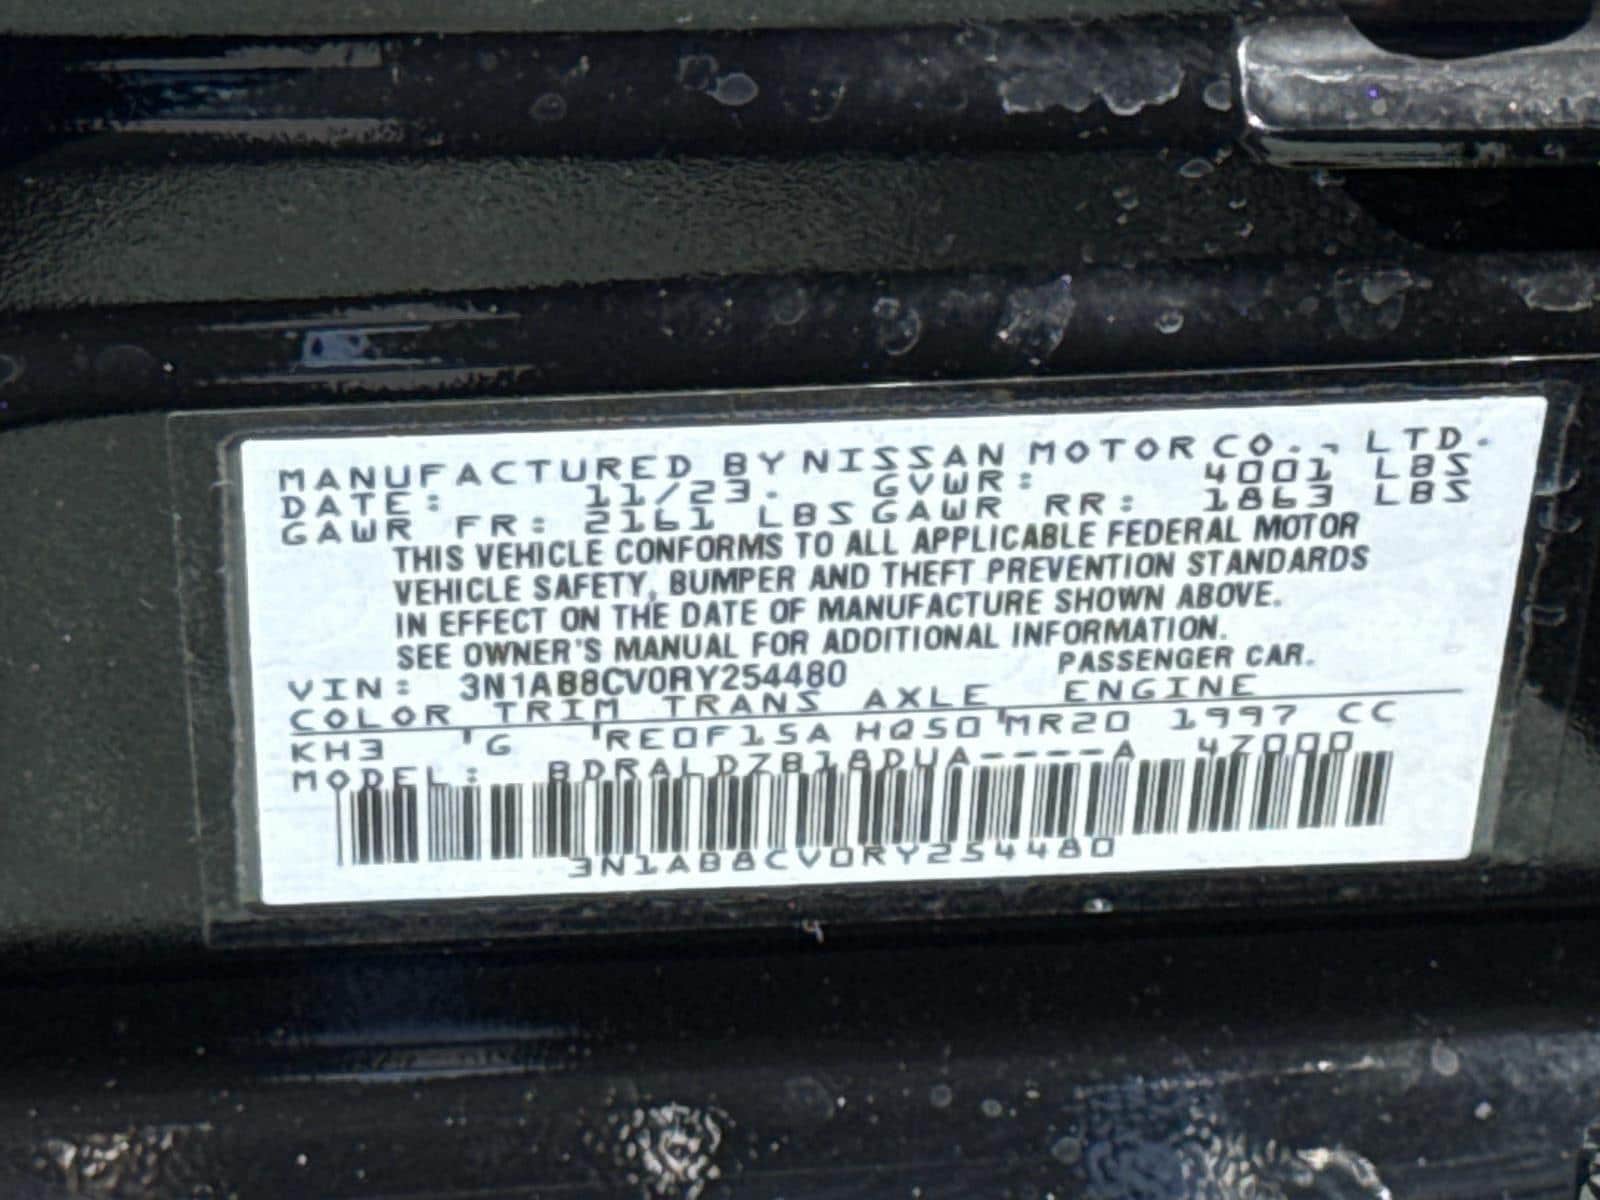 MANUFACTURED BY NISSAN MOTOR CO., LTD.
DATE: 11/23. GVWR: 4001 LBS
GAWR FR: 2161 LBS GAWR RR: 1863 LBS
THIS VEHICLE CONFORMS TO ALL APPLICABLE FEDERAL MOTOR
VEHICLE SAFETY, BUMPER AND THEFT PREVENTION STANDARDS
IN EFFECT ON THE DATE OF MANUFACTURE SHOWN ABOVE.
SEE OWNER'S MANUAL FOR ADDITIONAL INFORMATION.
VIN: 3N1AB8CV0RY254480 PASSENGER CAR.
COLOR TRIM TRANS AXLE ENGINE
KH3 G RE0F15A HQ50 MR20 1997 CC
MODEL: BDRALDZB18DUA----A 4Z000
3N1AB8CV0RY254480